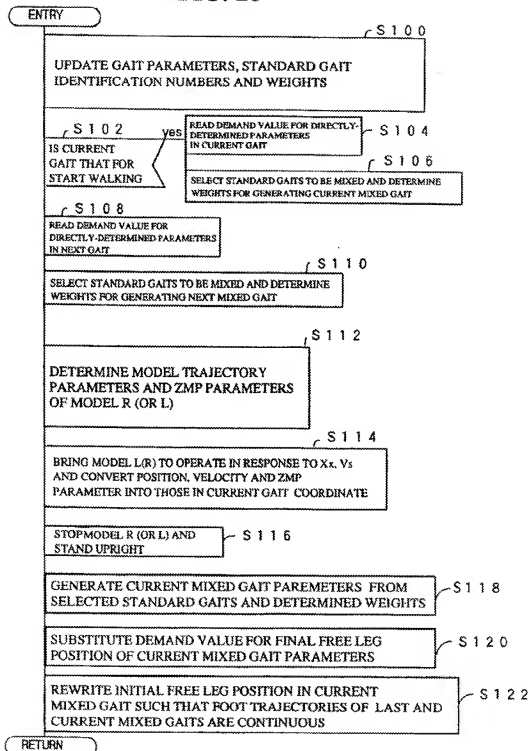 ENTRY
S100
UPDATE GAIT PARAMETERS, STANDARD GAIT
IDENTIFICATION NUMBERS AND WEIGHTS
S102
IS CURRENT
GAIT THAT FOR
START WALKING
yes
READ DEMAND VALUE FOR DIRECTLY-
DETERMINED PARAMETERS
IN CURRENT GAIT
S104
S106
SELECT STANDARD GAITS TO BE MIXED AND DETERMINE
WEIGHTS FOR GENERATING CURRENT MIXED GAIT
S108
READ DEMAND VALUE FOR
DIRECTLY-DETERMINED PARAMETERS
IN NEXT GAIT
S110
SELECT STANDARD GAITS TO BE MIXED AND DETERMINE
WEIGHTS FOR GENERATING NEXT MIXED GAIT
S112
DETERMINE MODEL TRAJECTORY
PARAMETERS AND ZMP PARAMETERS
OF MODEL R (OR L)
S114
BRING MODEL L(R) TO OPERATE IN RESPONSE TO Xs, Vs
AND CONVERT POSITION, VELOCITY AND ZMP
PARAMETER INTO THOSE IN CURRENT GAIT COORDINATE
STOPMODEL R (OR L) AND
STAND UPRIGHT
S116
GENERATE CURRENT MIXED GAIT PAREMETERS FROM
SELECTED STANDARD GAITS AND DETERMINED WEIGHTS
S118
SUBSTITUTE DEMAND VALUE FOR FINAL FREE LEG
POSITION OF CURRENT MIXED GAIT PARAMETERS
S120
REWRITE INITIAL FREE LEG POSITION IN CURRENT
MIXED GAIT SUCH THAT FOOT TRAJECTORIES OF LAST AND
CURRENT MIXED GAITS ARE CONTINUOUS
S122
RETURN